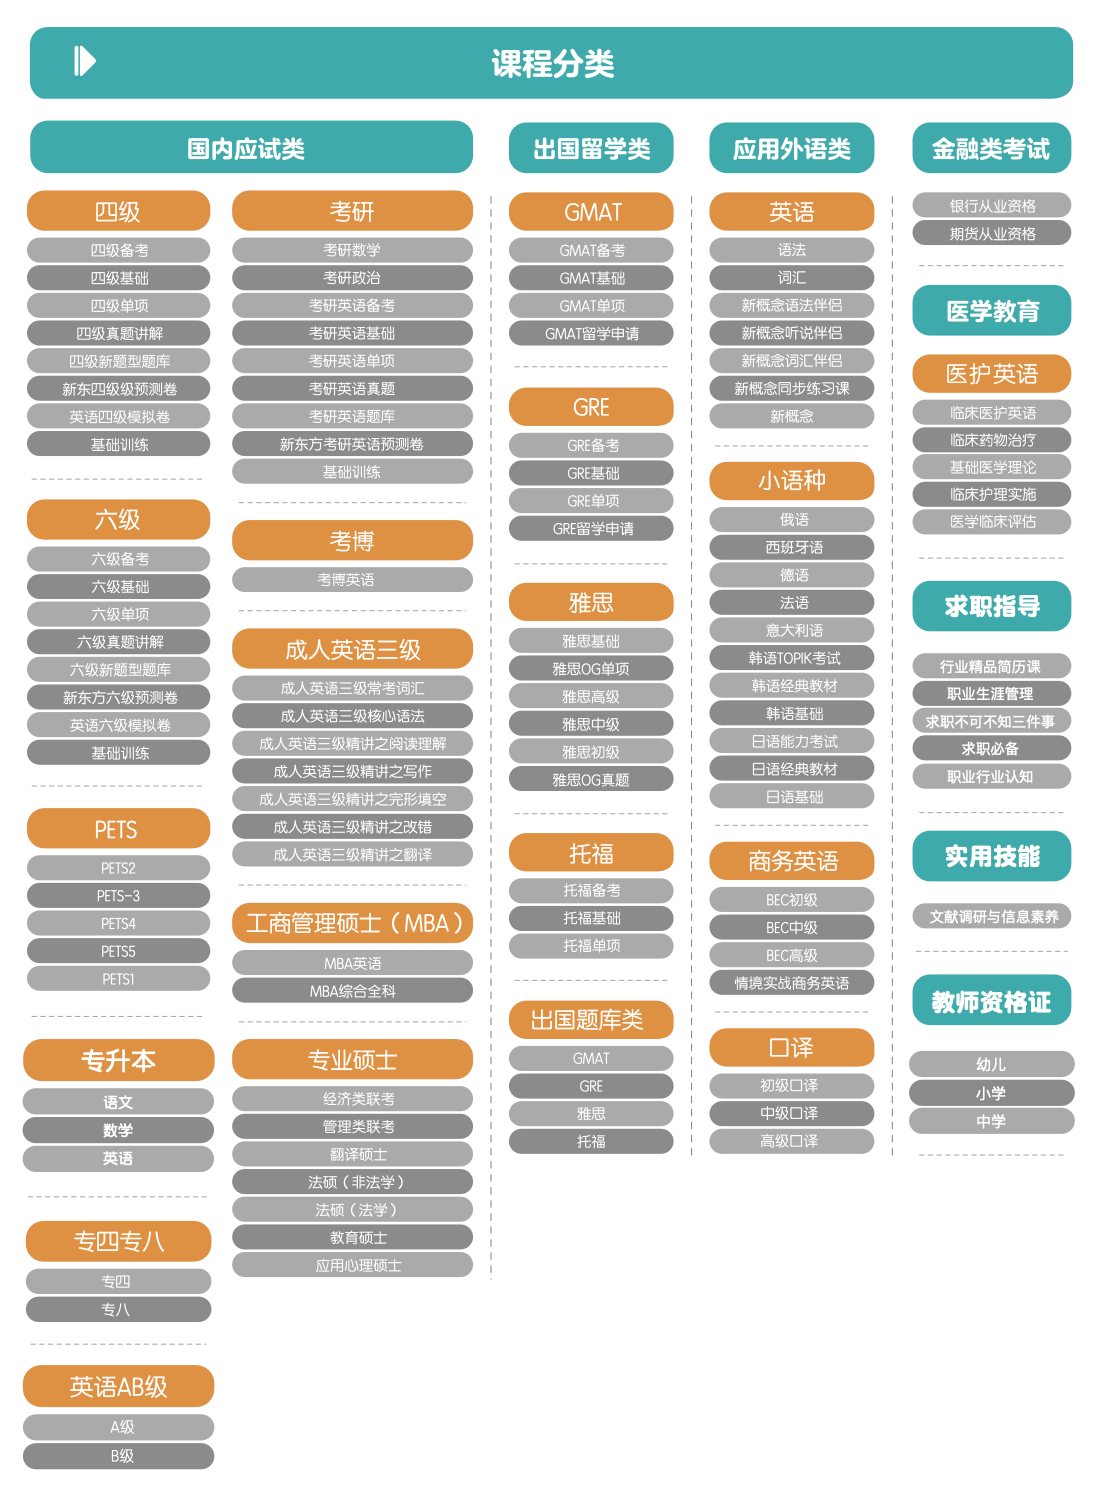 课程分类
国内应试类
四级
四级备考
四级基础
四级单项
四级真题讲解
四级新题型题库
新东四级级预测卷
英语四级模拟卷
基础训练
六级
六级备考
六级基础
六级单项
六级真题讲解
六级新题型题库
新东方六级预测卷
英语六级模拟卷
基础训练
PETS
PETS2
PETS-3
PETS4
PETS5
PETS1
专升本
语文
数学
英语
专四专八
专四
专八
英语AB级
A级
B级
考研
考研数学
考研政治
考研英语备考
考研英语基础
考研英语单项
考研英语真题
考研英语题库
新东方考研英语预测卷
基础训练
考博
考博英语
成人英语三级
成人英语三级常考词汇
成人英语三级核心语法
成人英语三级精讲之阅读理解
成人英语三级精讲之写作
成人英语三级精讲之完形填空
成人英语三级精讲之改错
成人英语三级精讲之翻译
工商管理硕士（MBA）
MBA英语
MBA综合全科
专业硕士
经济类联考
管理类联考
翻译硕士
法硕（非法学）
法硕（法学）
教育硕士
应用心理硕士
出国留学类
GMAT
GMAT备考
GMAT基础
GMAT单项
GMAT留学申请
GRE
GRE备考
GRE基础
GRE单项
GRE留学申请
雅思
雅思基础
雅思OG单项
雅思高级
雅思中级
雅思初级
雅思OG真题
托福
托福备考
托福基础
托福单项
出国题库类
GMAT
GRE
雅思
托福
应用外语类
英语
语法
词汇
新概念语法伴侣
新概念听说伴侣
新概念词汇伴侣
新概念同步练习课
新概念
小语种
俄语
西班牙语
德语
法语
意大利语
韩语TOPIK考试
韩语经典教材
韩语基础
日语能力考试
日语经典教材
日语基础
商务英语
BEC初级
BEC中级
BEC高级
情境实战商务英语
口译
初级口译
中级口译
高级口译
金融类考试
银行从业资格
期货从业资格
医学教育
医护英语
临床医护英语
临床药物治疗
基础医学理论
临床护理实施
医学临床评估
求职指导
行业精品简历课
职业生涯管理
求职不可不知三件事
求职必备
职业行业认知
实用技能
文献调研与信息素养
教师资格证
幼儿
小学
中学